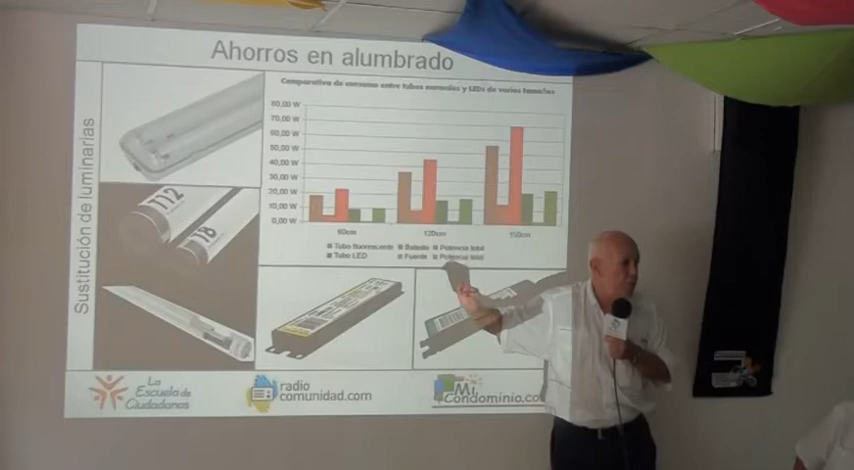 Ahorros en alumbrado
Sustitución de luminarias
Comparativa de consumo entre tubos normales y LEDs de varios tamaños
80,00 W
70,00 W
60,00 W
50,00 W
40,00 W
30,00 W
20,00 W
10,00 W
0,00 W
60cm
120cm
150cm
Tubo fluorescente
Balasto
Potencia total
Tubo LED
Fuente
Potencia total
T12
T8
La
Escuela de
Ciudadanos
radio
comunidad.com
Mi
Condominio.co